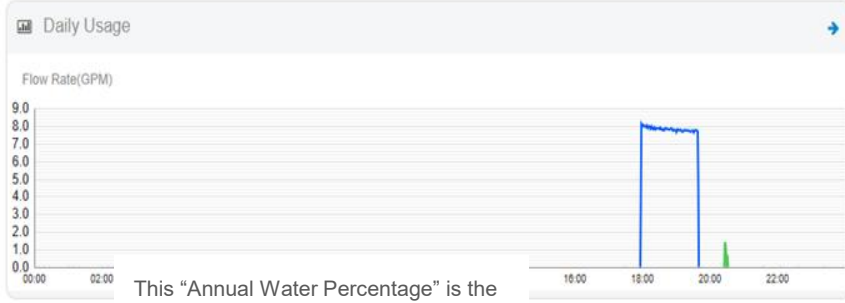 Daily Usage
Flow Rate(GPM)
9.0
8.0
7.0
6.0
5.0
4.0
3.0
2.0
1.0
0.0
00:00 02:00 16:00 18:00 20:00 22:00
This “Annual Water Percentage” is the